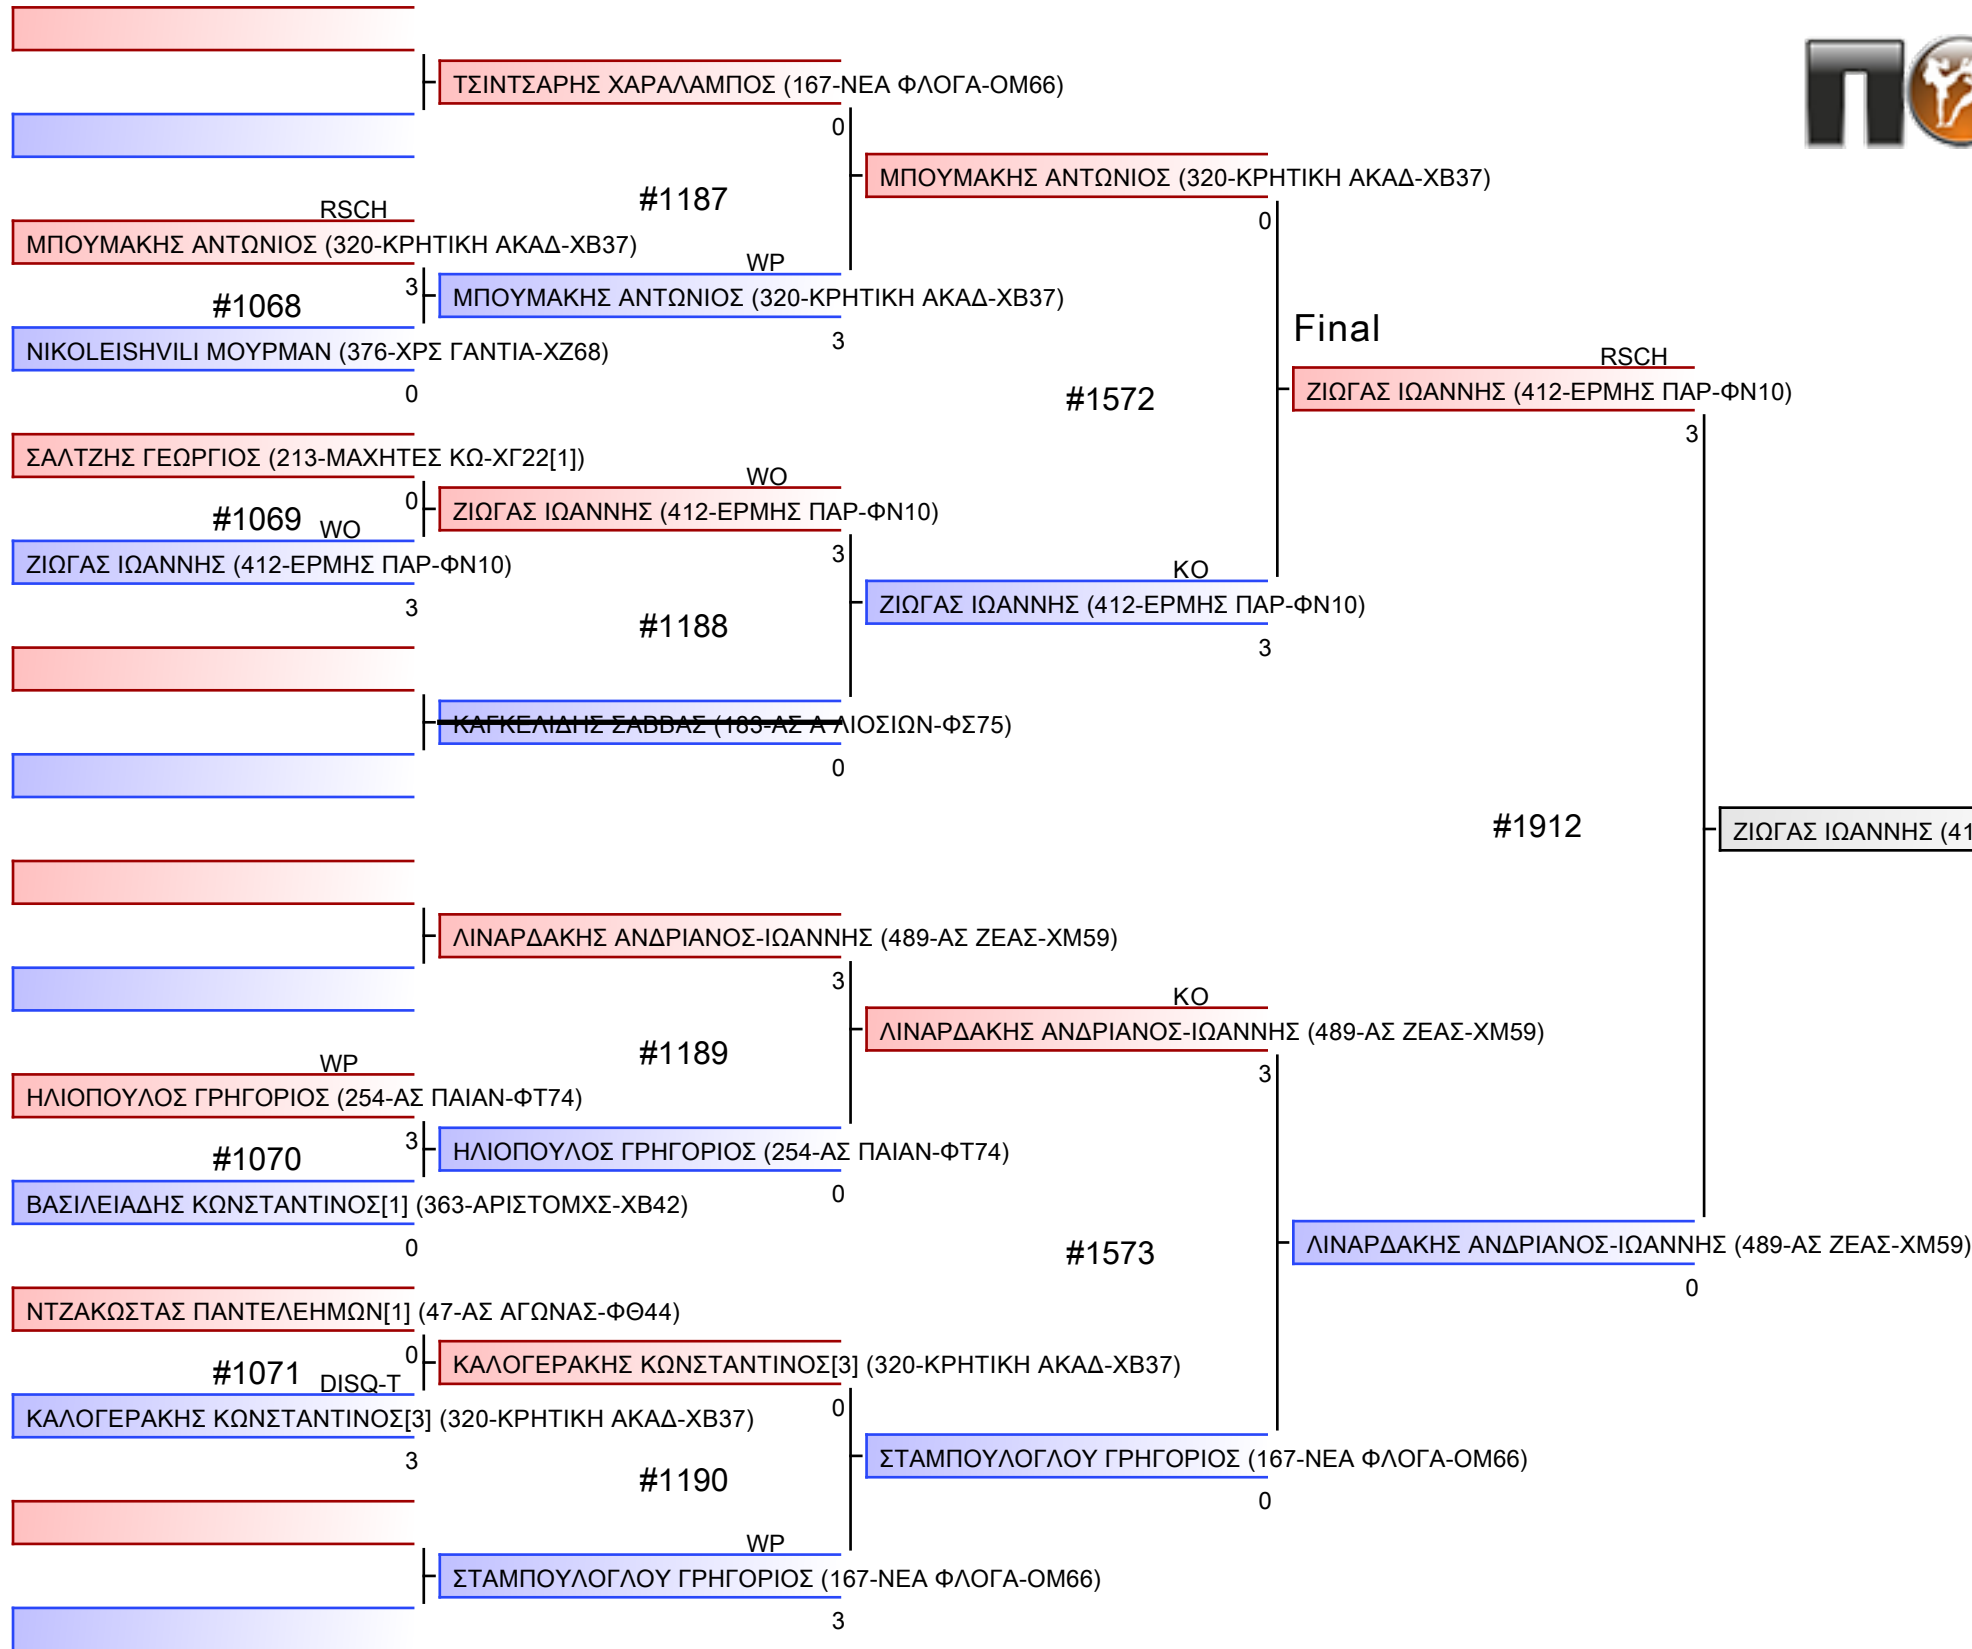 ΠΟ
ΤΣΙΝΤΣΑΡΗΣ ΧΑΡΑΛΑΜΠΟΣ (167-ΝΕΑ ΦΛΟΓΑ-ΟΜ66)
0
#1187
ΜΠΟΥΜΑΚΗΣ ΑΝΤΩΝΙΟΣ (320-ΚΡΗΤΙΚΗ ΑΚΑΔ-ΧΒ37)
0
RSCH
ΜΠΟΥΜΑΚΗΣ ΑΝΤΩΝΙΟΣ (320-ΚΡΗΤΙΚΗ ΑΚΑΔ-ΧΒ37)
3
#1068
WP
ΜΠΟΥΜΑΚΗΣ ΑΝΤΩΝΙΟΣ (320-ΚΡΗΤΙΚΗ ΑΚΑΔ-ΧΒ37)
3
NIKOLEISHVILI ΜΟΥΡΜΑΝ (376-ΧΡΣ ΓΑΝΤΙΑ-ΧΖ68)
0
Final
RSCH
#1572
ΖΙΩΓΑΣ ΙΩΑΝΝΗΣ (412-ΕΡΜΗΣ ΠΑΡ-ΦΝ10)
3
ΣΑΛΤΖΗΣ ΓΕΩΡΓΙΟΣ (213-ΜΑΧΗΤΕΣ ΚΩ-ΧΓ22[1])
0
#1069
WO
ΖΙΩΓΑΣ ΙΩΑΝΝΗΣ (412-ΕΡΜΗΣ ΠΑΡ-ΦΝ10)
3
WO
ΖΙΩΓΑΣ ΙΩΑΝΝΗΣ (412-ΕΡΜΗΣ ΠΑΡ-ΦΝ10)
3
#1188
KO
ΖΙΩΓΑΣ ΙΩΑΝΝΗΣ (412-ΕΡΜΗΣ ΠΑΡ-ΦΝ10)
3
ΚΑΓΚΕΛΙΔΗΣ ΣΑΒΒΑΣ (183-ΑΣ Α ΛΙΟΣΙΩΝ-ΦΣ75)
0
#1912
ΖΙΩΓΑΣ ΙΩΑΝΝΗΣ (41
ΛΙΝΑΡΔΑΚΗΣ ΑΝΔΡΙΑΝΟΣ-ΙΩΑΝΝΗΣ (489-ΑΣ ΖΕΑΣ-ΧΜ59)
3
#1189
KO
ΛΙΝΑΡΔΑΚΗΣ ΑΝΔΡΙΑΝΟΣ-ΙΩΑΝΝΗΣ (489-ΑΣ ΖΕΑΣ-ΧΜ59)
3
WP
ΗΛΙΟΠΟΥΛΟΣ ΓΡΗΓΟΡΙΟΣ (254-ΑΣ ΠΑΙΑΝ-ΦΤ74)
3
#1070
ΗΛΙΟΠΟΥΛΟΣ ΓΡΗΓΟΡΙΟΣ (254-ΑΣ ΠΑΙΑΝ-ΦΤ74)
0
ΒΑΣΙΛΕΙΑΔΗΣ ΚΩΝΣΤΑΝΤΙΝΟΣ[1] (363-ΑΡΙΣΤΟΜΧΣ-ΧΒ42)
0
#1573
ΛΙΝΑΡΔΑΚΗΣ ΑΝΔΡΙΑΝΟΣ-ΙΩΑΝΝΗΣ (489-ΑΣ ΖΕΑΣ-ΧΜ59)
0
ΝΤΖΑΚΩΣΤΑΣ ΠΑΝΤΕΛΕΗΜΩΝ[1] (47-ΑΣ ΑΓΩΝΑΣ-ΦΘ44)
0
#1071
DISQ-T
ΚΑΛΟΓΕΡΑΚΗΣ ΚΩΝΣΤΑΝΤΙΝΟΣ[3] (320-ΚΡΗΤΙΚΗ ΑΚΑΔ-ΧΒ37)
0
ΚΑΛΟΓΕΡΑΚΗΣ ΚΩΝΣΤΑΝΤΙΝΟΣ[3] (320-ΚΡΗΤΙΚΗ ΑΚΑΔ-ΧΒ37)
3
#1190
ΣΤΑΜΠΟΥΛΟΓΛΟΥ ΓΡΗΓΟΡΙΟΣ (167-ΝΕΑ ΦΛΟΓΑ-ΟΜ66)
0
WP
ΣΤΑΜΠΟΥΛΟΓΛΟΥ ΓΡΗΓΟΡΙΟΣ (167-ΝΕΑ ΦΛΟΓΑ-ΟΜ66)
3